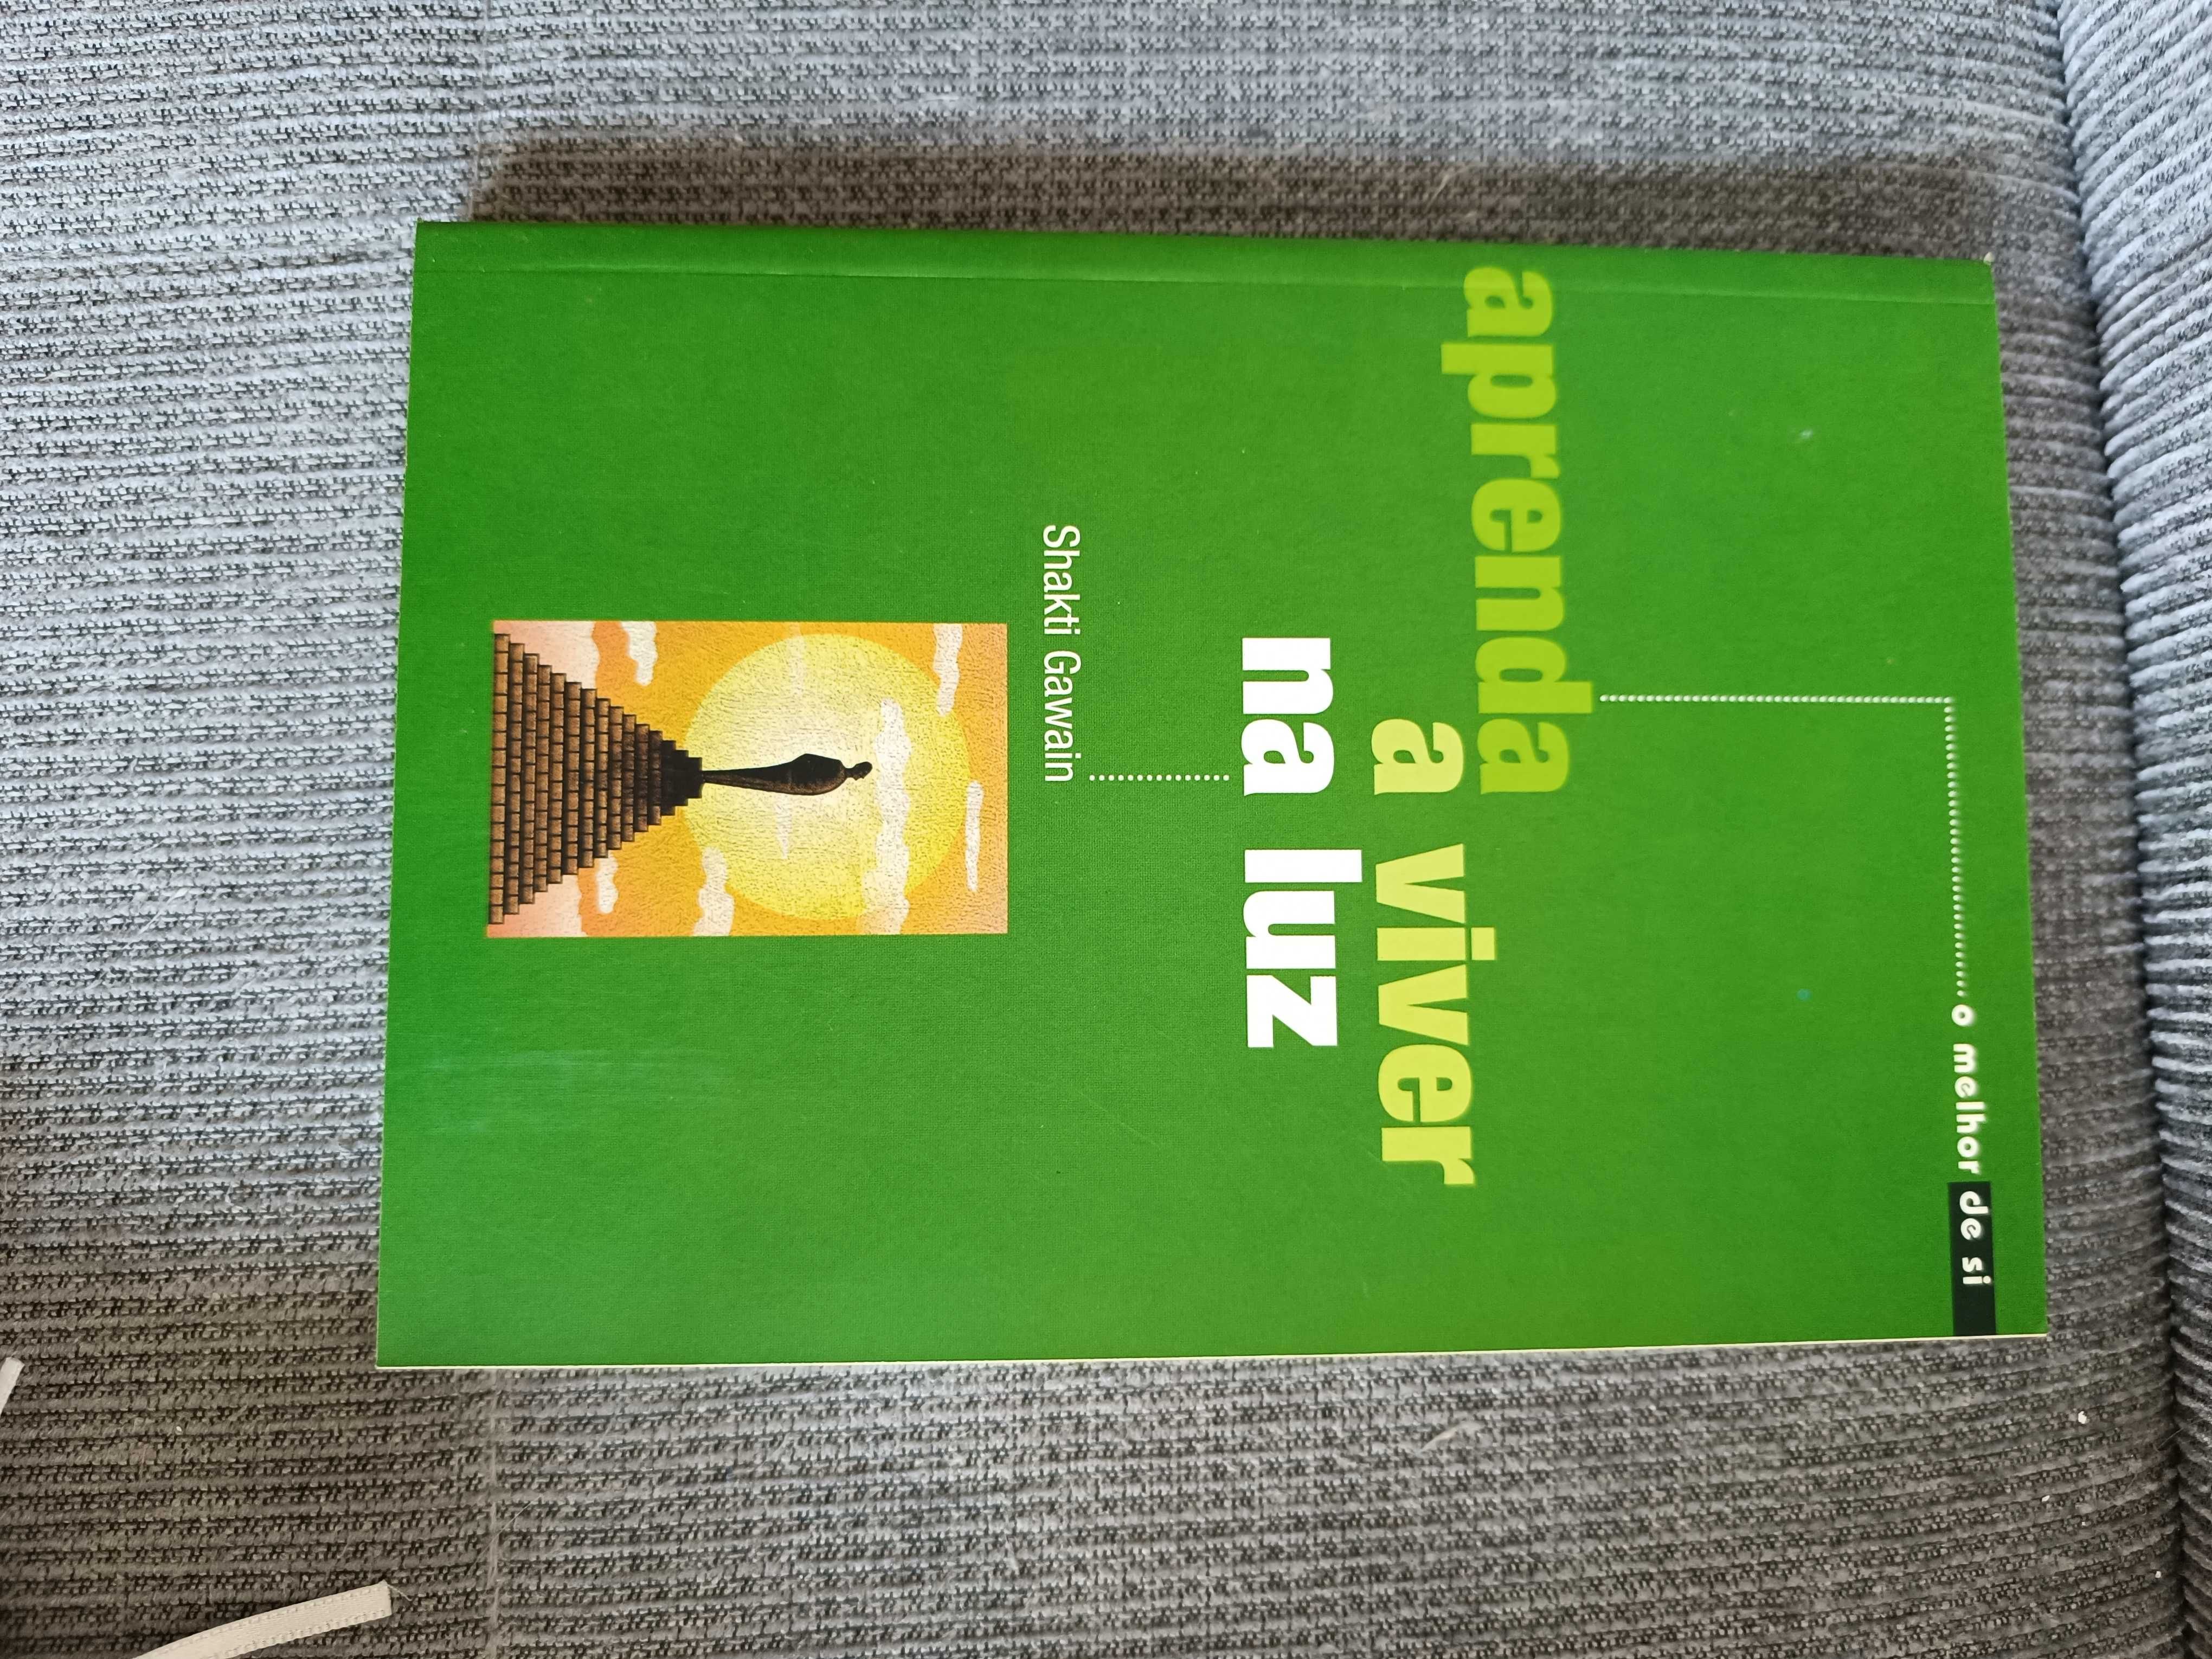 o melhor de si
aprenda
a viver
na luz
Shakti Gawain